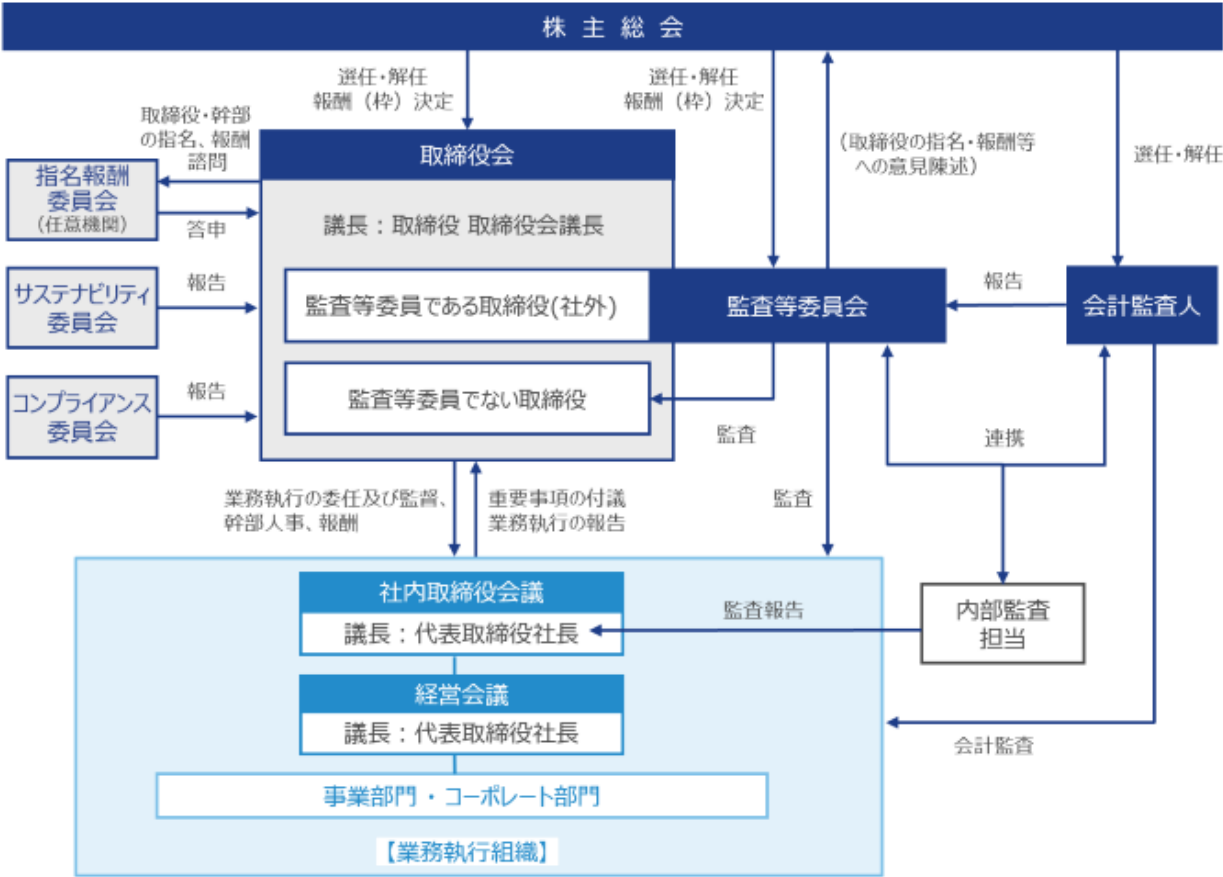 株 主 総 会
選任・解任
報酬（枠）決定
選任・解任
報酬（枠）決定
（取締役の指名・報酬等
への意見陳述）
選任・解任
取締役・幹部
の指名、報酬
諮問
指名報酬
委員会
（任意機関）
答申
取締役会
議長：取締役 取締役会議長
サステナビリティ
委員会
報告
監査等委員である取締役(社外)
監査等委員会
報告
会計監査人
コンプライアンス
委員会
報告
監査等委員でない取締役
監査
連携
業務執行の委任及び監督、
幹部人事、報酬
重要事項の付議
業務執行の報告
監査
社内取締役会議
議長：代表取締役社長
監査報告
内部監査
担当
経営会議
議長：代表取締役社長
会計監査
事業部門・コーポレート部門
【業務執行組織】